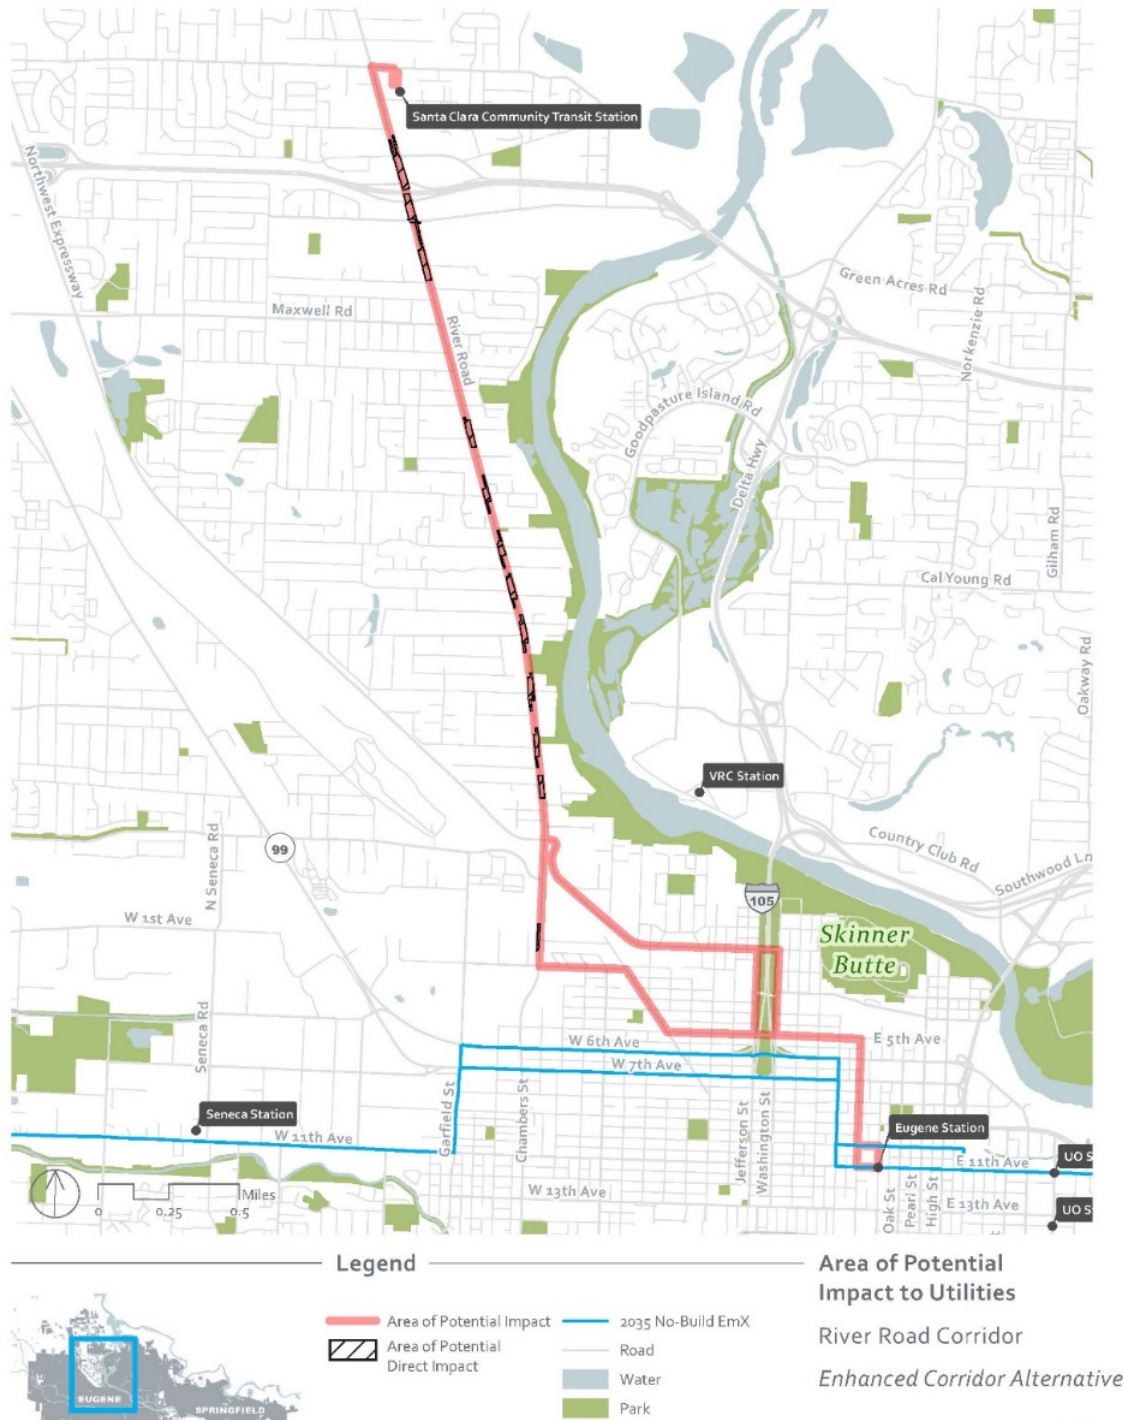 Santa Clara Community Transit Station
Northwest Expressway
Green Acres Rd
Maxwell Rd
River Road
Norkenzie Rd
Goodpasture Island Rd
Delta Hwy
Gilham Rd
Cal Young Rd
Oakway Rd
VRC Station
99
N Seneca Rd
Country Club Rd
Southwood Ln
105
W 1st Ave
Skinner
Butte
Seneca Rd
W 6th Ave
E 5th Ave
W 7th Ave
Garfield St
Chambers St
Jefferson St
Washington St
Seneca Station
W 11th Ave
Eugene Station
E 11th Ave
UO S
W 13th Ave
Oak St
Pearl St
High St
E 13th Ave
UO S
Miles
0 0.25 0.5
Legend
Area of Potential Impact
Area of Potential
Direct Impact
2035 No-Build EmX
Road
Water
Park
Area of Potential
Impact to Utilities
River Road Corridor
Enhanced Corridor Alternative
EUGENE
SPRINGFIELD